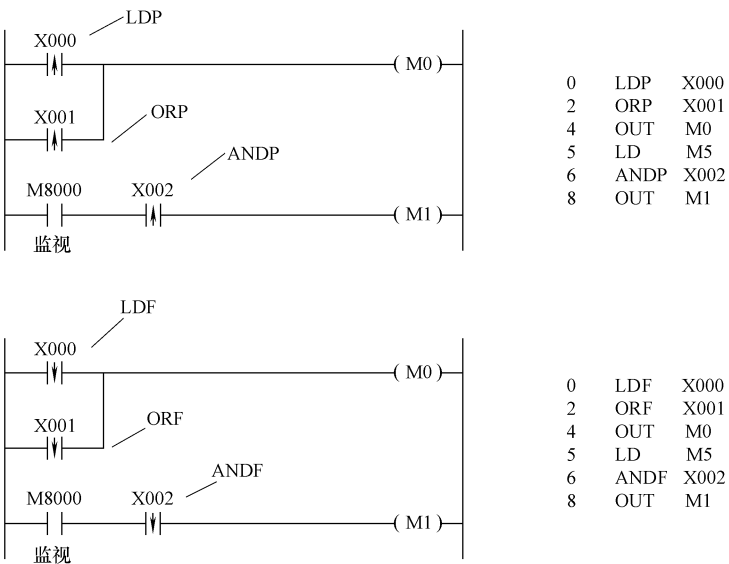 LDP
X000
( M0 )
X001
ORP
ANDP
M8000 X002
( M1 )
监视
0 LDP X000
2 ORP X001
4 OUT M0
5 LD M5
6 ANDP X002
8 OUT M1
LDF
X000
( M0 )
X001
ORF
ANDF
M8000 X002
( M1 )
监视
0 LDF X000
2 ORF X001
4 OUT M0
5 LD M5
6 ANDF X002
8 OUT M1